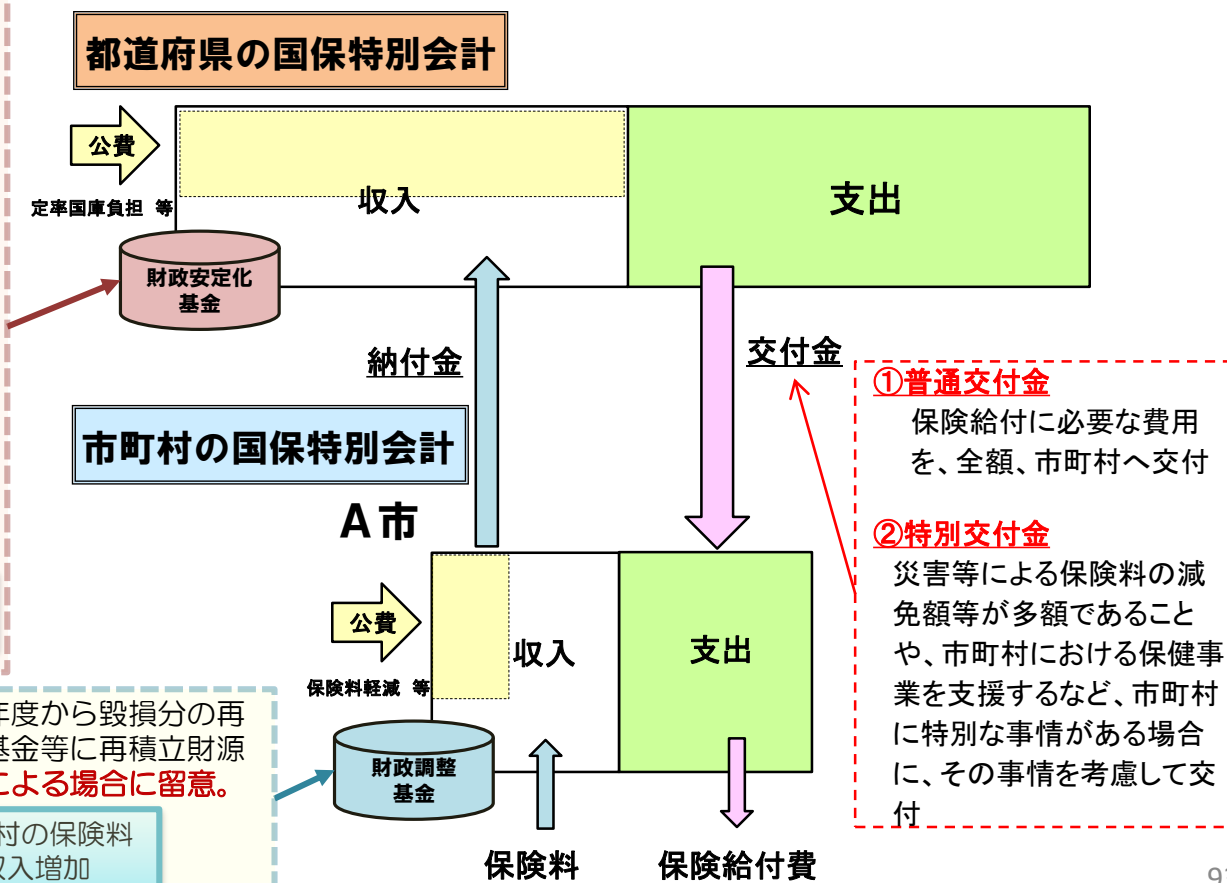 都道府県の国保特別会計
公費
定率国庫負担 等
収入
支出
財政安定化
基金
納付金
交付金
①普通交付金
保険給付に必要な費用
を、全額、市町村へ交付
②特別交付金
災害等による保険料の減
免額等が多額であること
や、市町村における保健事
業を支援するなど、市町村
に特別な事情がある場合
に、その事情を考慮して交
付
市町村の国保特別会計
A市
公費
保険料軽減 等
収入
支出
財政調整
基金
保険料
保険給付費
年度から毀損分の再
基金等に再積立財源
による場合に留意。
村の保険料
収入増加